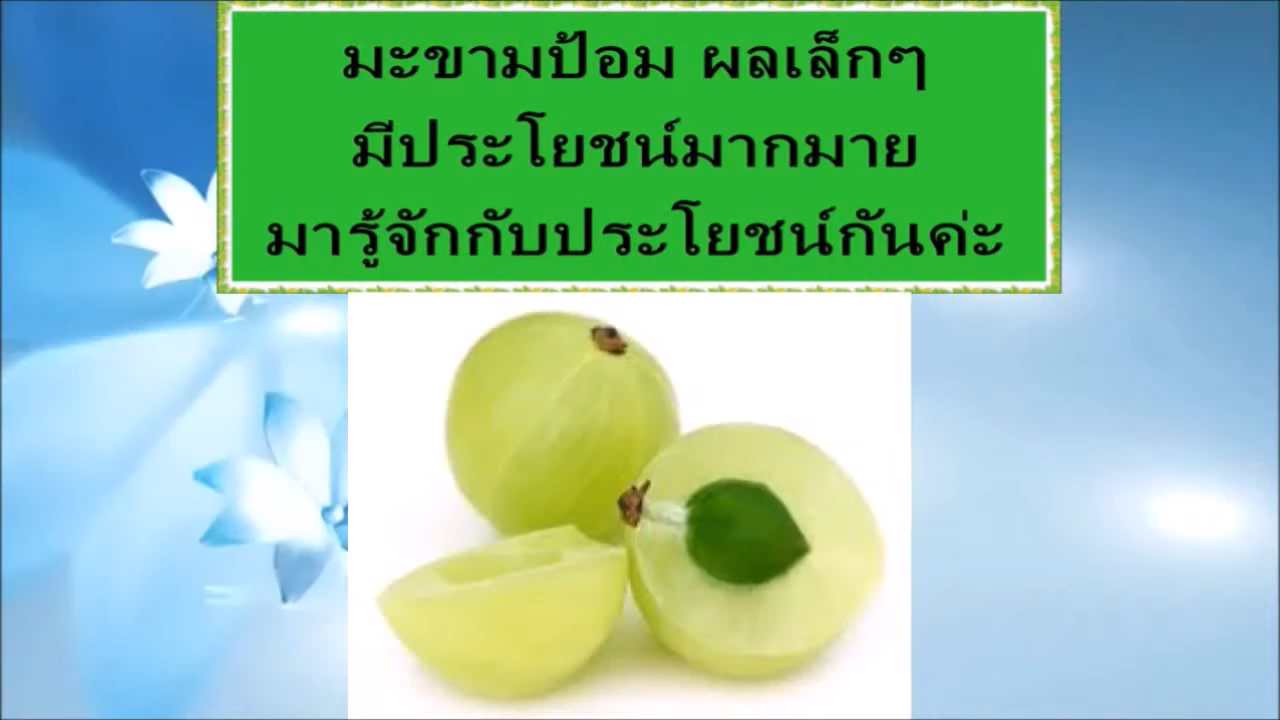 มะขามป้อม ผลเล็กๆ
มีประโยชน์มากมาย
มารู้จักกับประโยชน์กันค่ะ